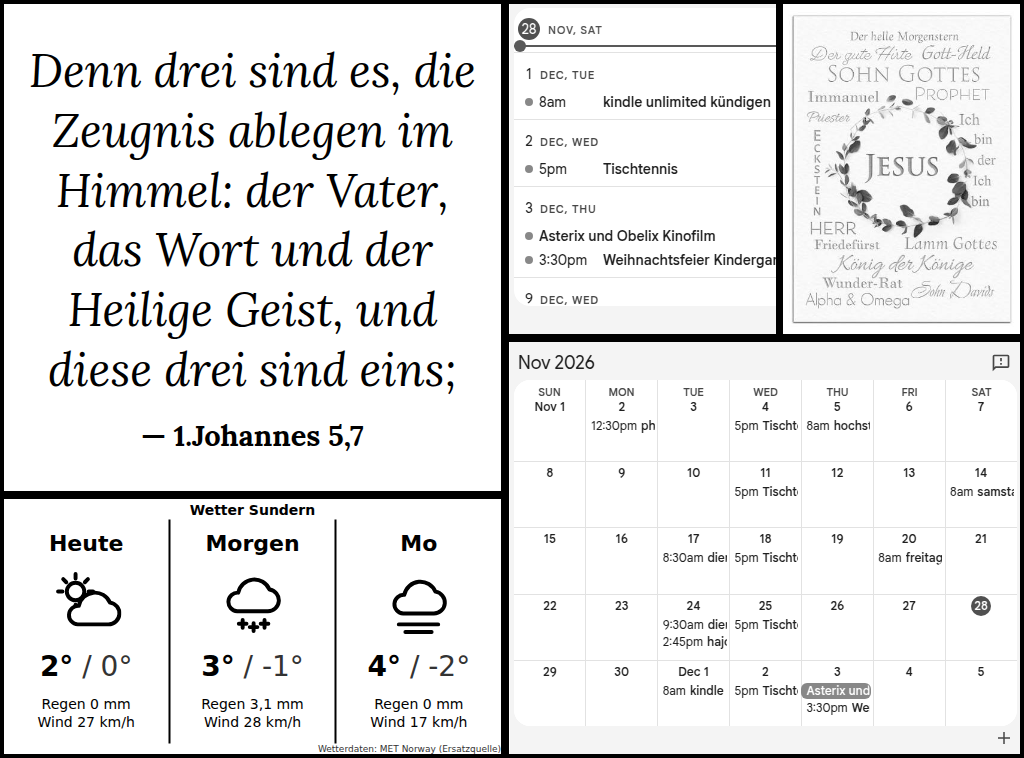 Denn drei sind es, die
Zeugnis ablegen im
Himmel: der Vater,
das Wort und der
Heilige Geist, und
diese drei sind eins;
— 1.Johannes 5,7
28 NOV, SAT
1 DEC, TUE
8am kindle unlimited kündigen
2 DEC, WED
5pm Tischtennis
3 DEC, THU
Asterix und Obelix Kinofilm
3:30pm Weihnachtsfeier Kindergar
9 DEC, WED
Der helle Morgenstern
Der gute Hirte Gott-Held
SOHN GOTTES
Immanuel PROPHET
Priester
ECKSTEIN
JESUS
Ich
bin
der
Ich
bin
HERR
Friedefürst Lamm Gottes
König der Könige
Wunder-Rat
Alpha & Omega Sohn Davids
Wetter Sundern
Heute Morgen Mo
2° / 0° 3° / -1° 4° / -2°
Regen 0 mm Regen 3,1 mm Regen 0 mm
Wind 27 km/h Wind 28 km/h Wind 17 km/h
Wetterdaten: MET Norway (Ersatzquelle)
Nov 2026
SUN MON TUE WED THU FRI SAT
Nov 1 2 3 4 5 6 7
12:30pm ph 5pm Tischt 8am hochst
8 9 10 11 12 13 14
5pm Tischt 8am samsta
15 16 17 18 19 20 21
8:30am dien 5pm Tischt 8am freitag
22 23 24 25 26 27 28
9:30am dien 5pm Tischt
2:45pm hajo
29 30 Dec 1 2 3 4 5
8am kindle 5pm Tischt Asterix und
3:30pm We